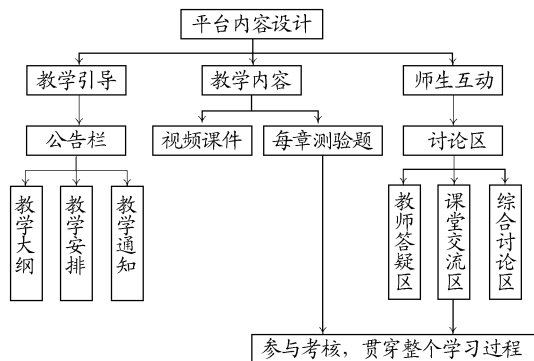 平台内容设计
教学引导
教学内容
师生互动
公告栏
视频课件
每章测验题
讨论区
教学大纲
教学安排
教学通知
教师答疑区
课堂交流区
综合讨论区
参与考核，贯穿整个学习过程